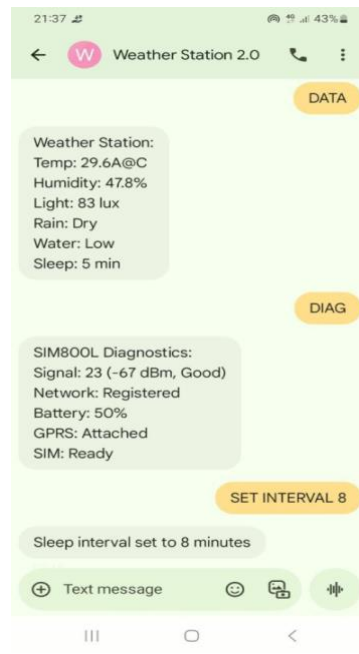 21:37 43%
W Weather Station 2.0
DATA
Weather Station:
Temp: 29.6A@C
Humidity: 47.8%
Light: 83 lux
Rain: Dry
Water: Low
Sleep: 5 min
DIAG
SIM800L Diagnostics:
Signal: 23 (-67 dBm, Good)
Network: Registered
Battery: 50%
GPRS: Attached
SIM: Ready
SET INTERVAL 8
Sleep interval set to 8 minutes
Text message